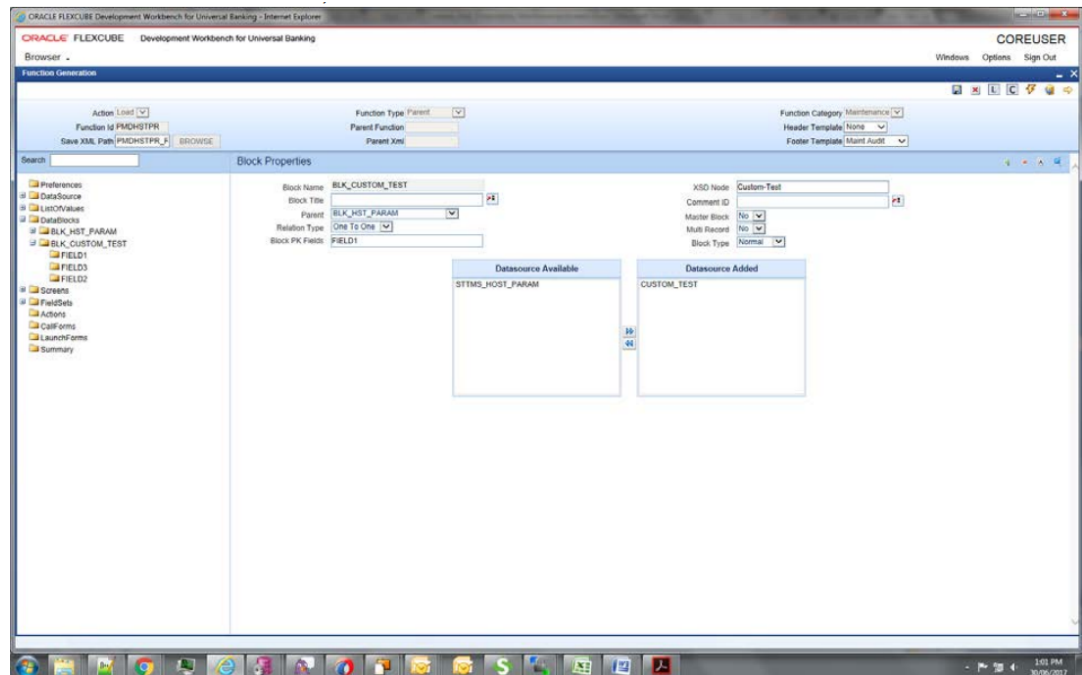 ORACLE FLEXCUBE Development Workbench for Universal Banking - Internet Explorer
ORACLE FLEXCUBE Development Workbench for Universal Banking
COREUSER
Browser
Windows Options Sign Out
Function Generation
L C
Action Load
Function Type Parent
Function Category Maintenance
Function Id PMDHSTPR
Parent Function
Header Template None
Save XML Path PMDHSTPR_F BROWSE
Parent Xml
Footer Template Maint Audit
Search
Block Properties
Preferences
DataSource
ListOfValues
DataBlocks
BLK_HST_PARAM
BLK_CUSTOM_TEST
FIELD1
FIELD3
FIELD2
Screens
FieldSets
Actions
CallForms
LaunchForms
Summary
Block Name BLK_CUSTOM_TEST
XSD Node Custom-Test
Block Title
Comment ID
Parent BLK_HST_PARAM
Master Block No
Relation Type One To One
Multi Record No
Block PK Fields FIELD1
Block Type Normal
Datasource Available
Datasource Added
STTMS_HOST_PARAM
CUSTOM_TEST
1:01 PM
30/06/2017